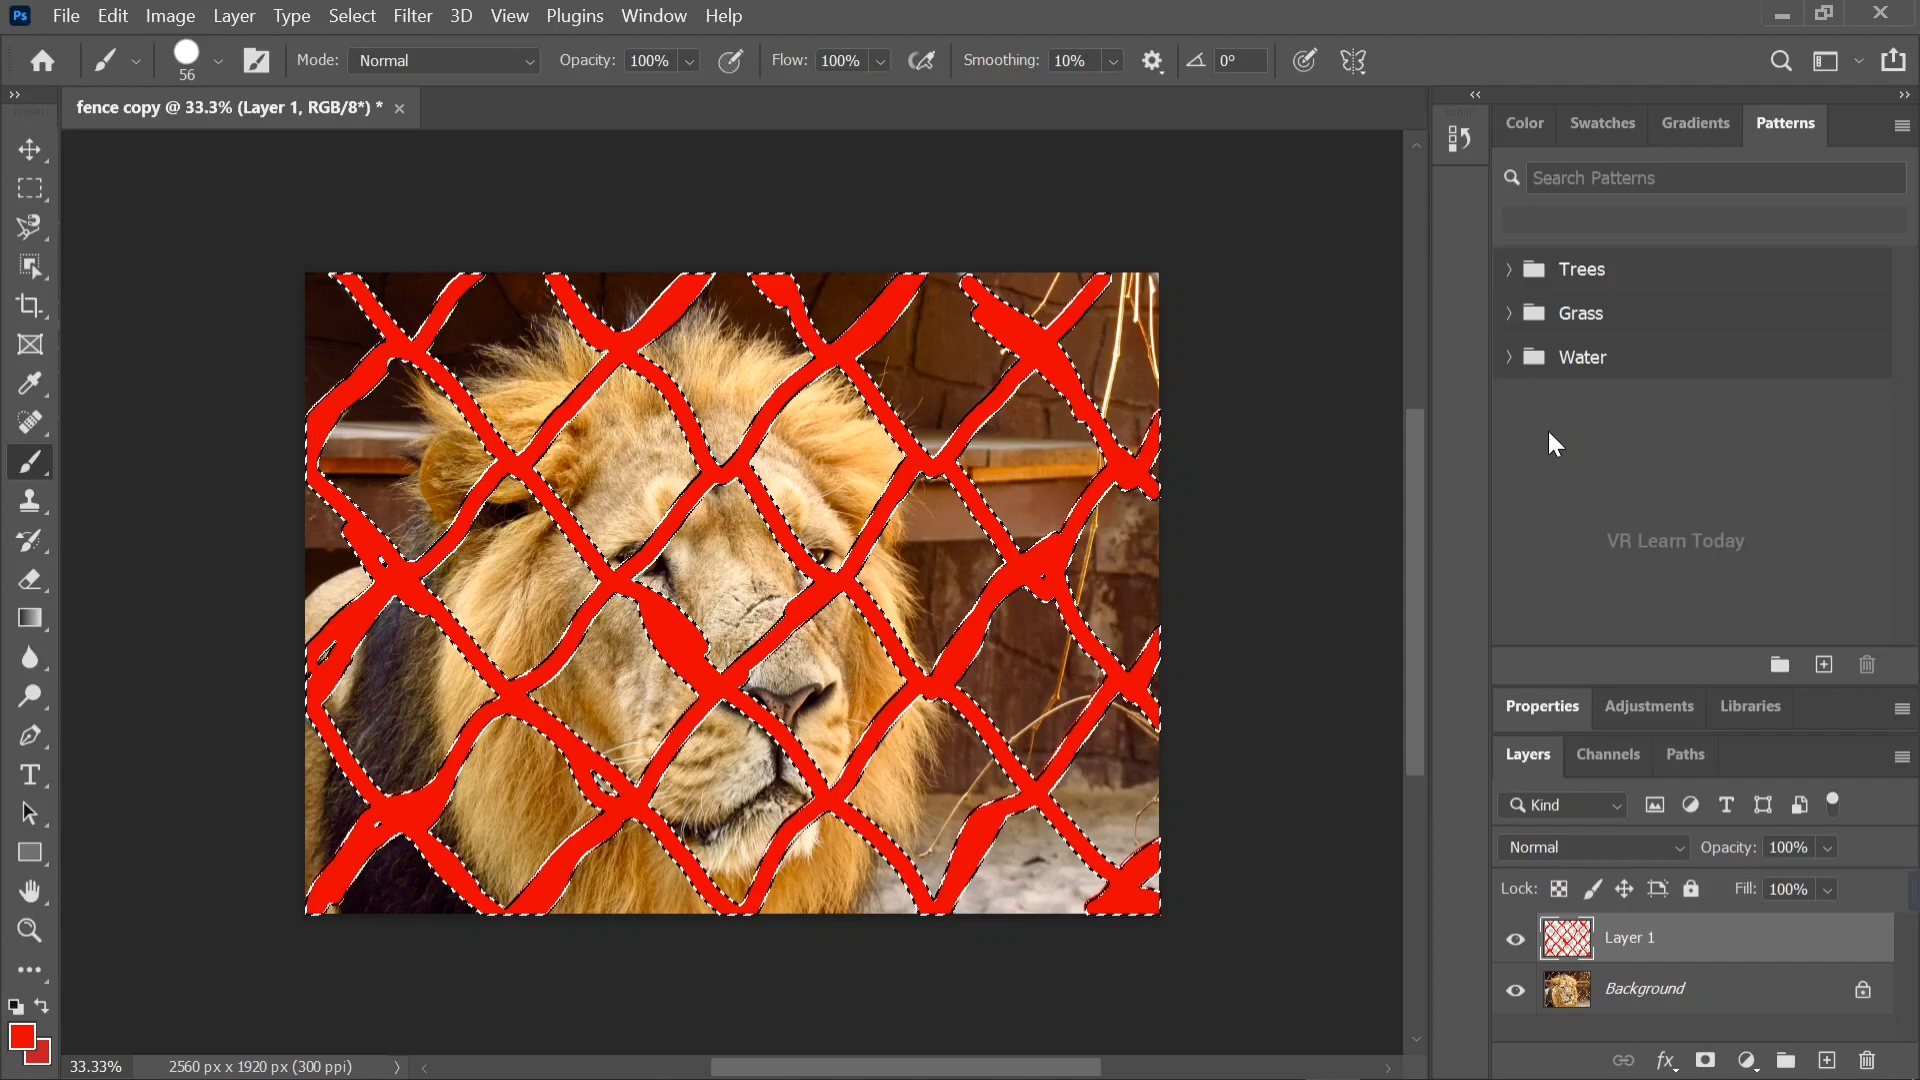 Ps File Edit Image Layer Type Select Filter 3D View Plugins Window Help
56 Mode: Normal Opacity: 100% Flow: 100% Smoothing: 10% 0°
fence copy @ 33.3% (Layer 1, RGB/8*) *
Color Swatches Gradients Patterns
Search Patterns
Trees
Grass
Water
VR Learn Today
Properties Adjustments Libraries
Layers Channels Paths
Kind
Normal Opacity: 100%
Lock: Fill: 100%
Layer 1
Background
33.33% 2560 px x 1920 px (300 ppi)
fx